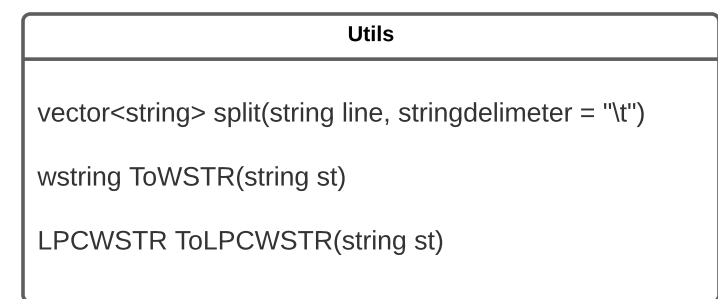 Utils
vector<string> split(string line, stringdelimeter = "\t")
wstring ToWSTR(string st)
LPCWSTR ToLPCWSTR(string st)